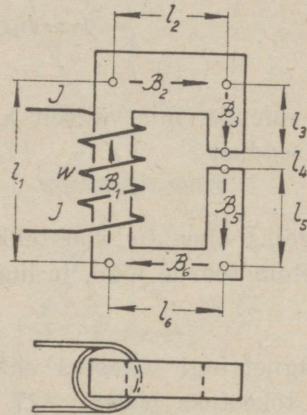 l₂
J
𝔅₂
𝔅₃
l₃
l₁
w
𝔅₁
l₄
𝔅₅
l₅
J
𝔅₆
l₆